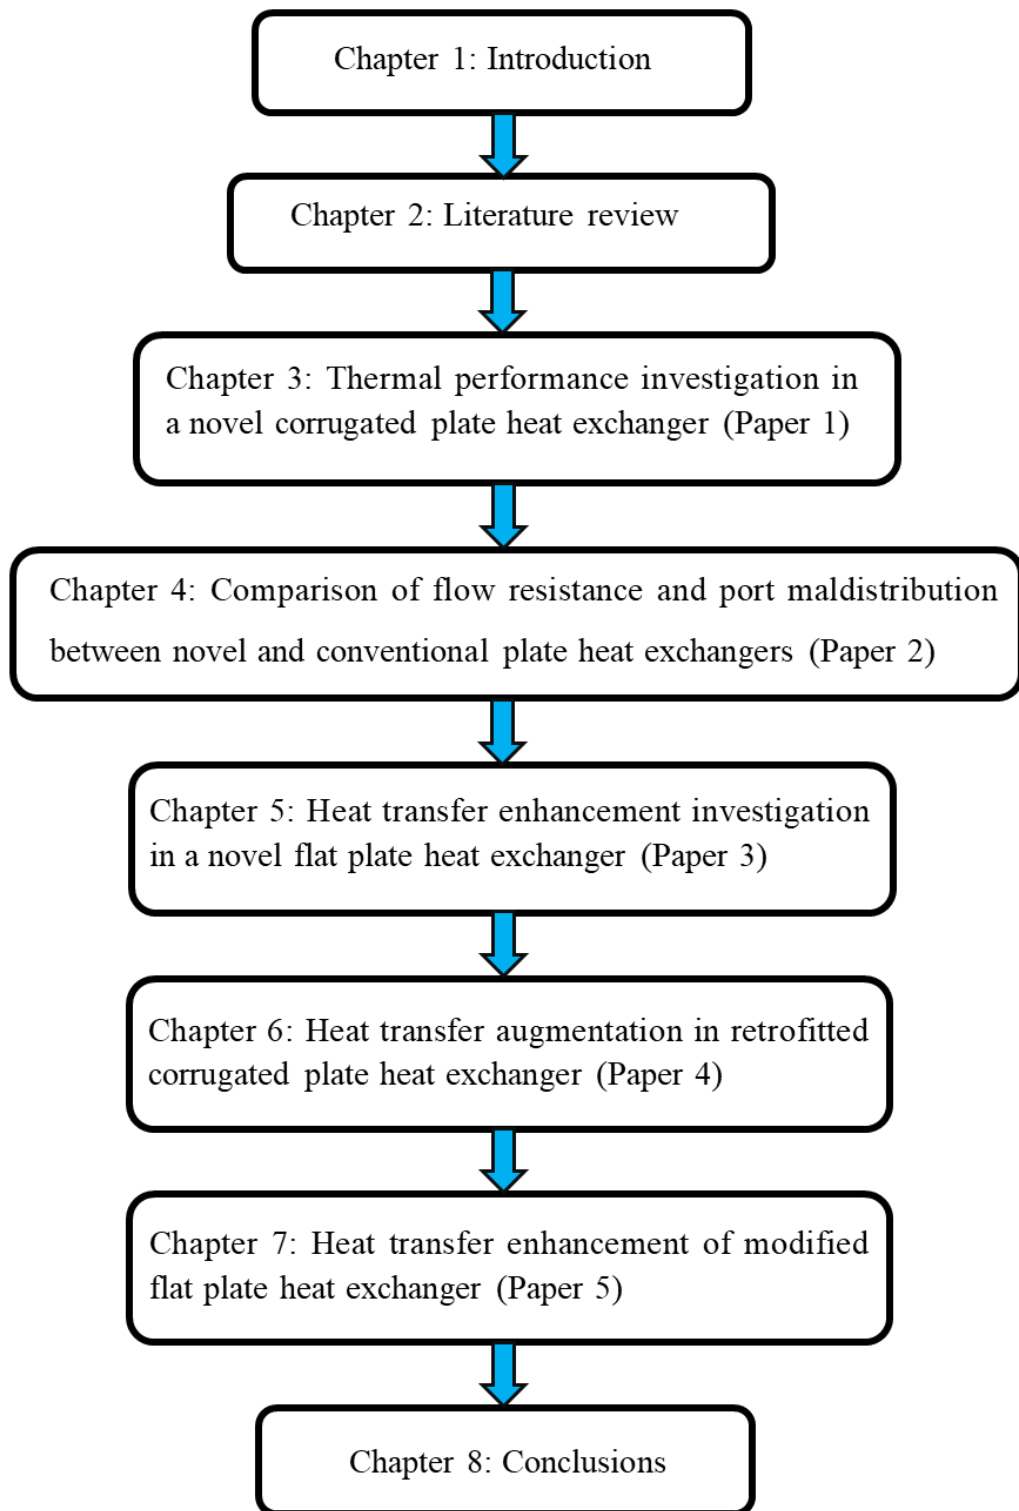 Chapter 1: Introduction
Chapter 2: Literature review
Chapter 3: Thermal performance investigation in
a novel corrugated plate heat exchanger (Paper 1)
Chapter 4: Comparison of flow resistance and port maldistribution
between novel and conventional plate heat exchangers (Paper 2)
Chapter 5: Heat transfer enhancement investigation
in a novel flat plate heat exchanger (Paper 3)
Chapter 6: Heat transfer augmentation in retrofitted
corrugated plate heat exchanger (Paper 4)
Chapter 7: Heat transfer enhancement of modified
flat plate heat exchanger (Paper 5)
Chapter 8: Conclusions